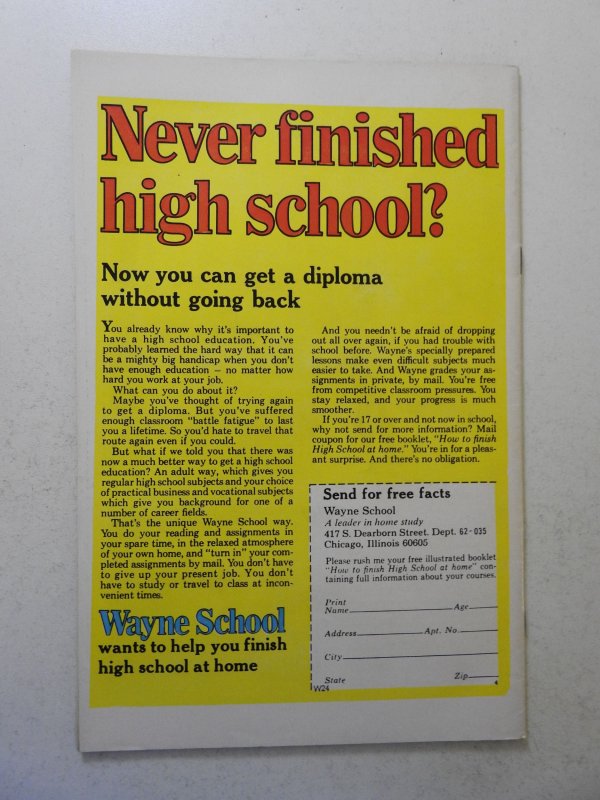 Never finished
high school?
Now you can get a diploma
without going back
You already know why it's important to
have a high school education. You've
probably learned the hard way that it can
be a mighty big handicap when you don't
have enough education – no matter how
hard you work at your job.
What can you do about it?
Maybe you've thought of trying again
to get a diploma. But you've suffered
enough classroom "battle fatigue" to last
you a lifetime. So you'd hate to travel that
route again even if you could.
But what if we told you that there was
now a much better way to get a high school
education? An adult way, which gives you
regular high school subjects and your choice
of practical business and vocational subjects
which give you background for one of a
number of career fields.
That's the unique Wayne School way.
You do your reading and assignments in
your spare time, in the relaxed atmosphere
of your own home, and "turn in" your com-
pleted assignments by mail. You don't have
to give up your present job. You don't
have to study or travel to class at incon-
venient times.
Wayne School
wants to help you finish
high school at home
And you needn't be afraid of dropping
out all over again, if you had trouble with
school before. Wayne's specially prepared
lessons make even difficult subjects much
easier to take. And Wayne grades your as-
signments in private, by mail. You're free
from competitive classroom pressures. You
stay relaxed, and your progress is much
smoother.
If you're 17 or over and not now in school,
why not send for more information? Mail
coupon for our free booklet, "How to finish
High School at home." You're in for a pleas-
ant surprise. And there's no obligation.
Send for free facts
Wayne School
A leader in home study
417 S. Dearborn Street. Dept. 62-035
Chicago, Illinois 60605
Please rush me your free illustrated booklet
"How to finish High School at home" con-
taining full information about your courses.
Print
Name Age
Address Apt. No.
City
State Zip
W24 4